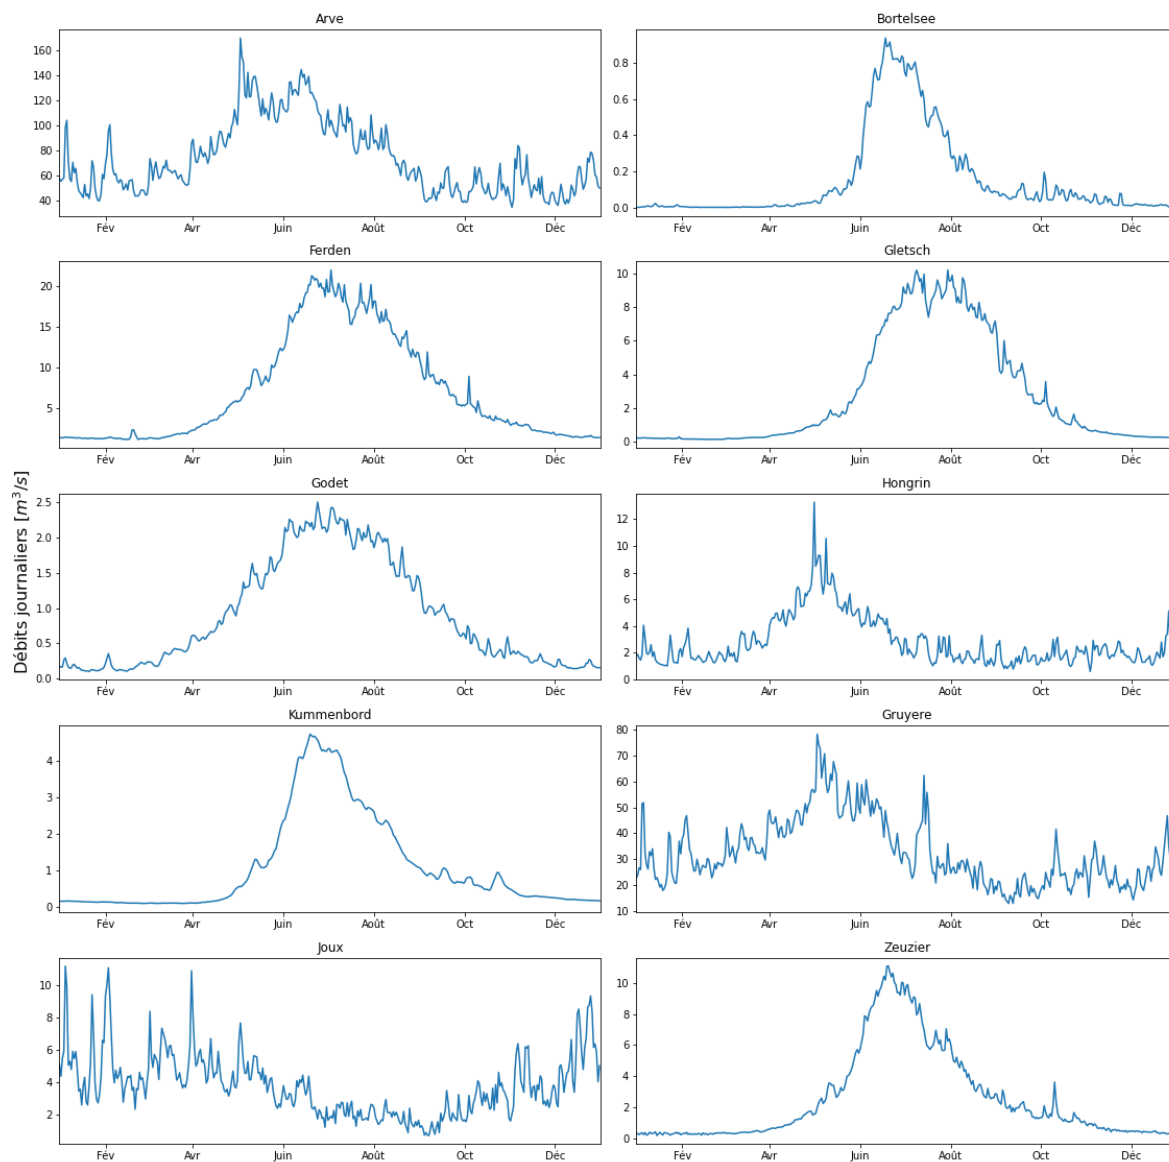 Débits journaliers [m³/s]
Arve
160
140
120
100
80
60
40
Fév Avr Juin Août Oct Déc
Bortelsee
0.8
0.6
0.4
0.2
0.0
Fév Avr Juin Août Oct Déc
Ferden
20
15
10
5
Fév Avr Juin Août Oct Déc
Gletsch
10
8
6
4
2
0
Fév Avr Juin Août Oct Déc
Godet
2.5
2.0
1.5
1.0
0.5
0.0
Fév Avr Juin Août Oct Déc
Hongrin
12
10
8
6
4
2
0
Fév Avr Juin Août Oct Déc
Kummenbord
4
3
2
1
0
Fév Avr Juin Août Oct Déc
Gruyere
80
70
60
50
40
30
20
10
Fév Avr Juin Août Oct Déc
Joux
10
8
6
4
2
Fév Avr Juin Août Oct Déc
Zeuzier
10
8
6
4
2
0
Fév Avr Juin Août Oct Déc